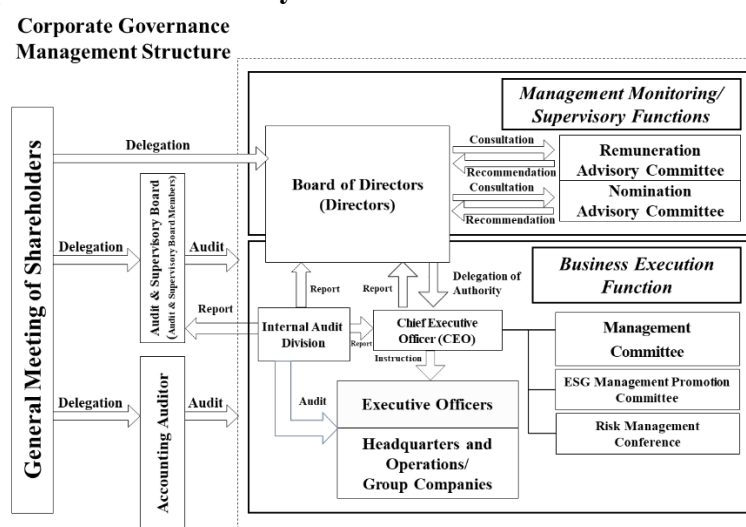 Corporate Governance
Management Structure
General Meeting of Shareholders
Delegation
Delegation
Delegation
Audit & Supervisory Board
(Audit & Supervisory Board Members)
Audit
Report
Accounting Auditor
Audit
Management Monitoring/
Supervisory Functions
Board of Directors
(Directors)
Consultation
Recommendation
Consultation
Recommendation
Remuneration
Advisory Committee
Nomination
Advisory Committee
Business Execution
Function
Report
Report
Delegation of
Authority
Internal Audit
Division
Report
Chief Executive
Officer (CEO)
Instruction
Audit
Executive Officers
Headquarters and
Operations/
Group Companies
Management
Committee
ESG Management Promotion
Committee
Risk Management
Conference